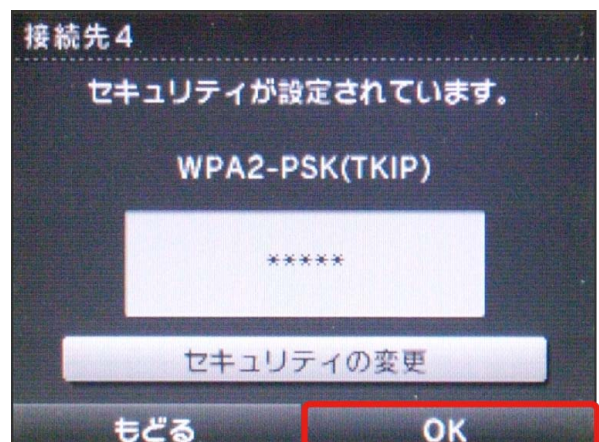 接続先4
セキュリティが設定されています。
WPA2-PSK(TKIP)
*****
セキュリティの変更
もどる
OK